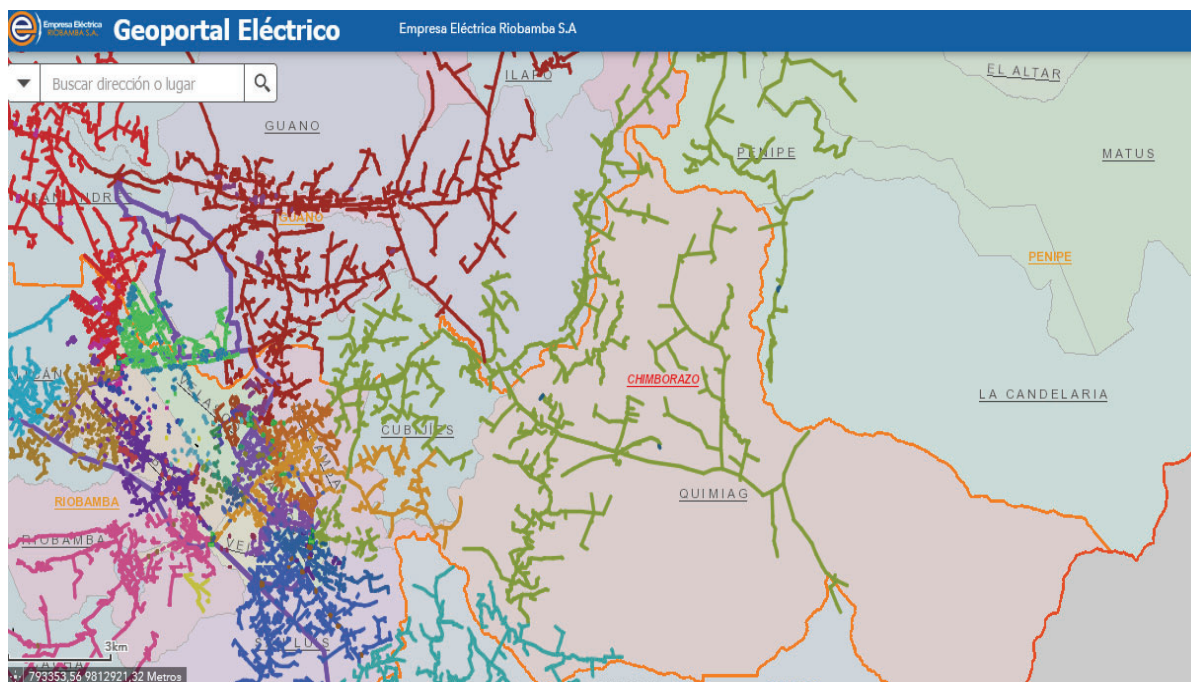 Empresa Eléctrica
RIOBAMBA S.A.
Geoportal Eléctrico
Empresa Eléctrica Riobamba S.A
Buscar dirección o lugar
EL ALTAR
GUANO
PENIPE
MATUS
GUANO
PENIPE
CHIMBORAZO
LA CANDELARIA
CUBIJÍES
QUIMIAG
RIOBAMBA
RIOBAMBA
3km
793353,56 9812921,32 Metros